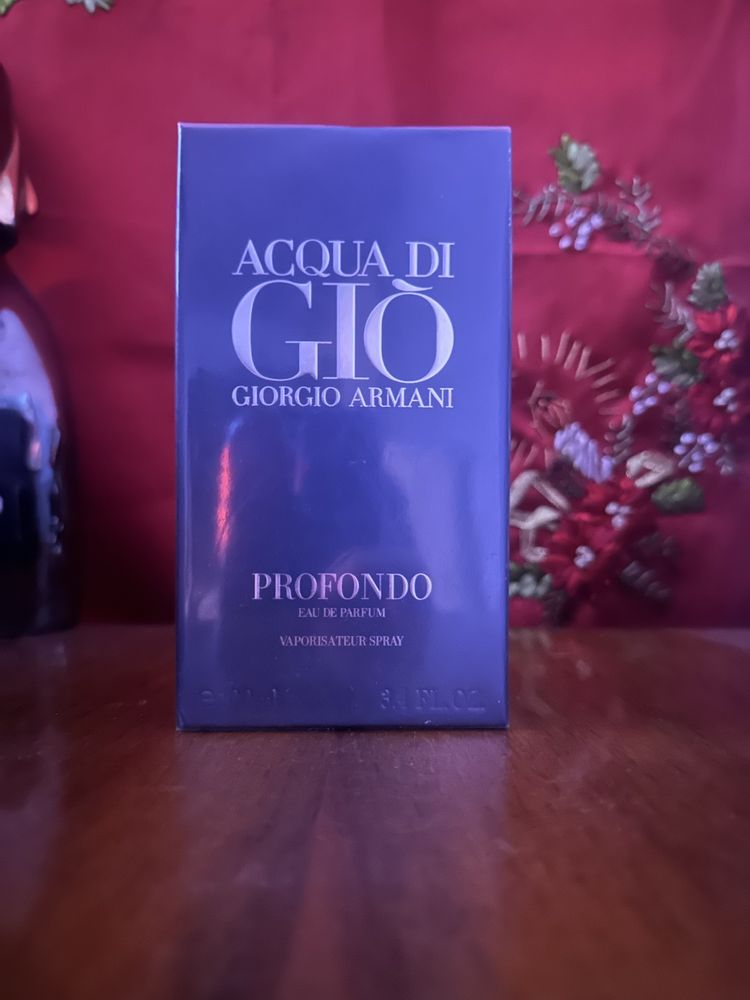 ACQUA DI
GIÒ
GIORGIO ARMANI
PROFONDO
EAU DE PARFUM
VAPORISATEUR SPRAY
3.4 FL. OZ.